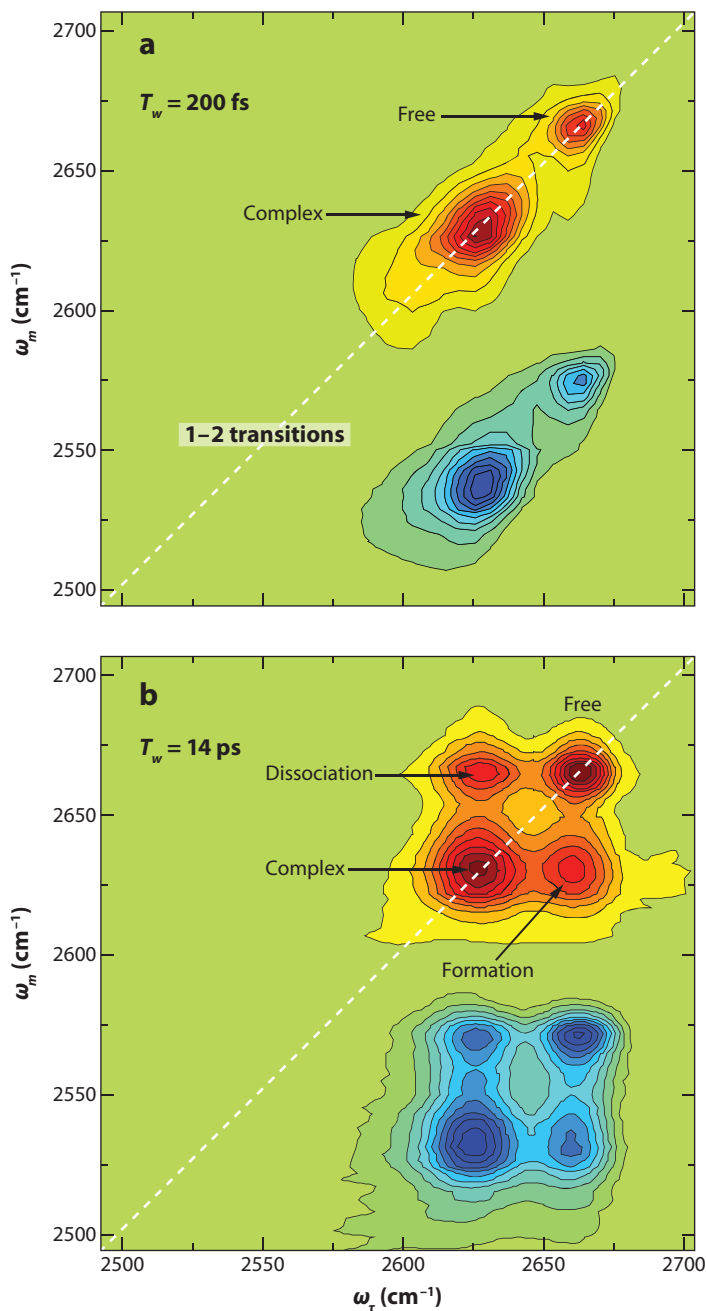 a
T_w = 200 fs
Free
Complex
1–2 transitions
ω_m (cm⁻¹)
2700
2650
2600
2550
2500
b
T_w = 14 ps
Free
Dissociation
Complex
Formation
ω_m (cm⁻¹)
2700
2650
2600
2550
2500
2500 2550 2600 2650 2700
ω_τ (cm⁻¹)